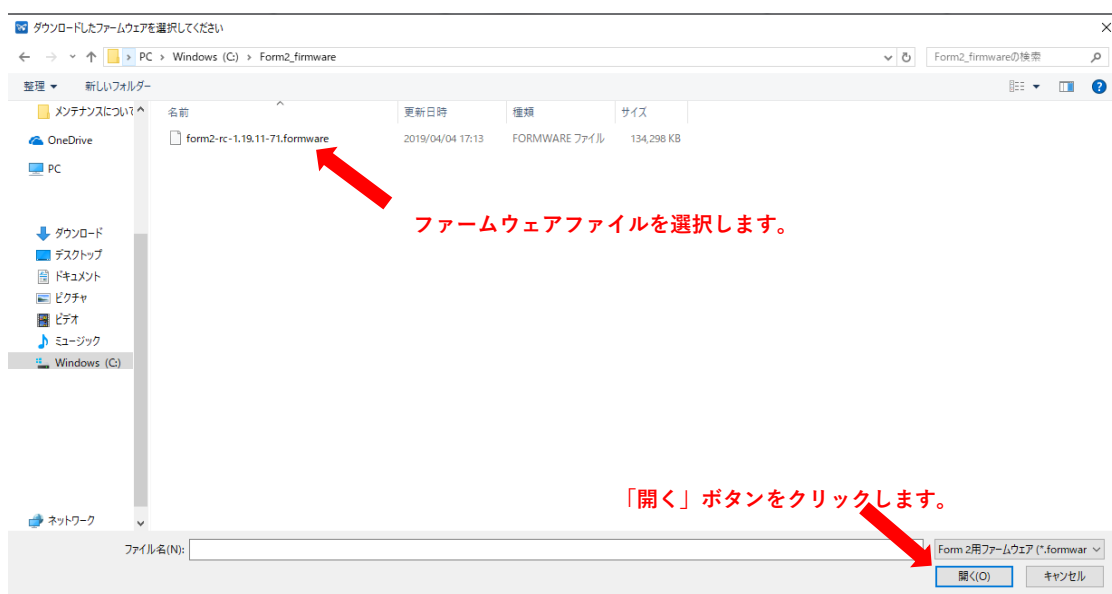 ダウンロードしたファームウェアを選択してください
PC › Windows (C:) › Form2_firmware
Form2_firmwareの検索
整理 新しいフォルダー
名前 更新日時 種類 サイズ
form2-rc-1.19.11-71.formware 2019/04/04 17:13 FORMWARE ファイル 134,298 KB
メンテナンスについて
OneDrive
PC
ファームウェアファイルを選択します。
ダウンロード
デスクトップ
ドキュメント
ピクチャ
ビデオ
ミュージック
Windows (C:)
「開く」ボタンをクリックします。
ネットワーク
ファイル名(N):
Form 2用ファームウェア (*.formwar
開く(O) キャンセル